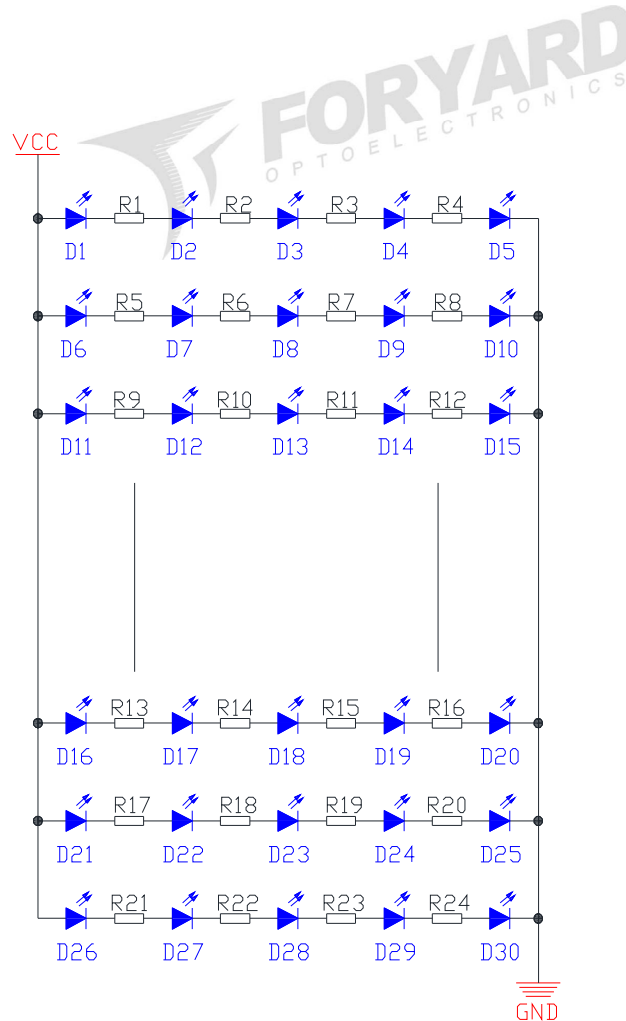 FORYARD
OPTOELECTRONICS
VCC
R1 R2 R3 R4
D1 D2 D3 D4 D5
R5 R6 R7 R8
D6 D7 D8 D9 D10
R9 R10 R11 R12
D11 D12 D13 D14 D15
R13 R14 R15 R16
D16 D17 D18 D19 D20
R17 R18 R19 R20
D21 D22 D23 D24 D25
R21 R22 R23 R24
D26 D27 D28 D29 D30
GND